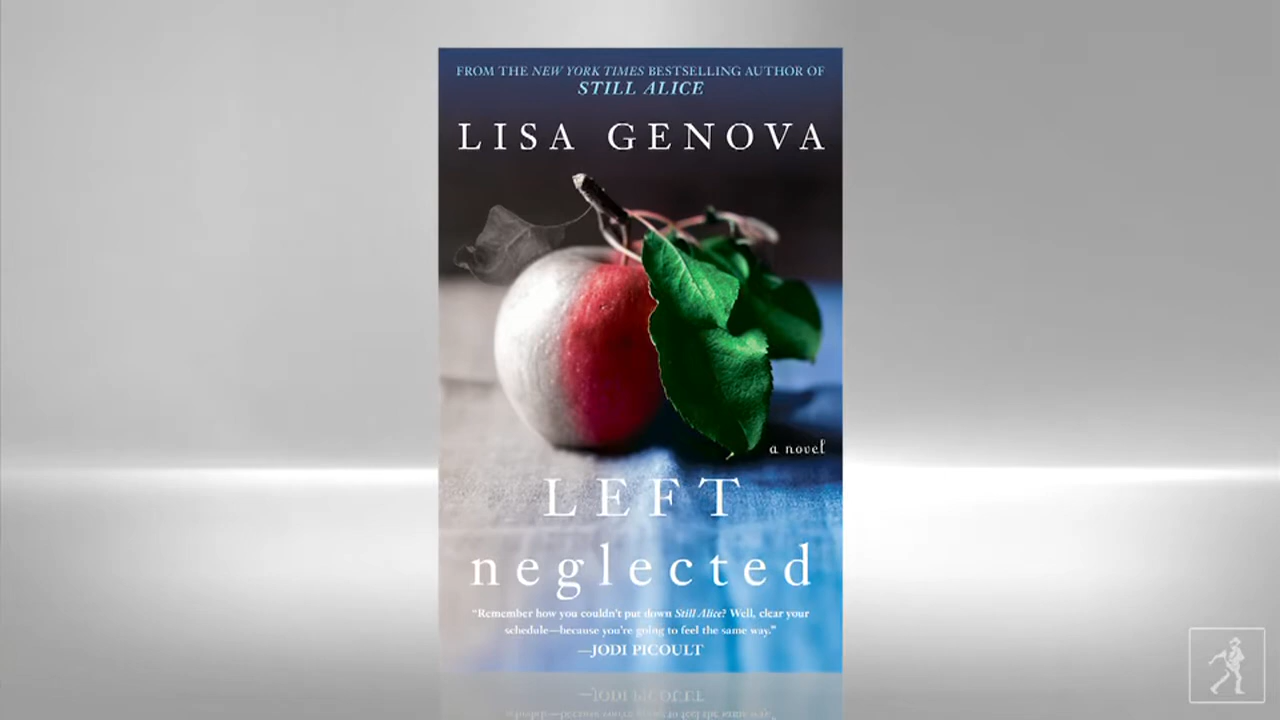 FROM THE NEW YORK TIMES BESTSELLING AUTHOR OF
STILL ALICE
LISA GENOVA
a novel
LEFT
neglected
“Remember how you couldn't put down Still Alice? Well, clear your
schedule—because you're going to feel the same way.”
—JODI PICOULT